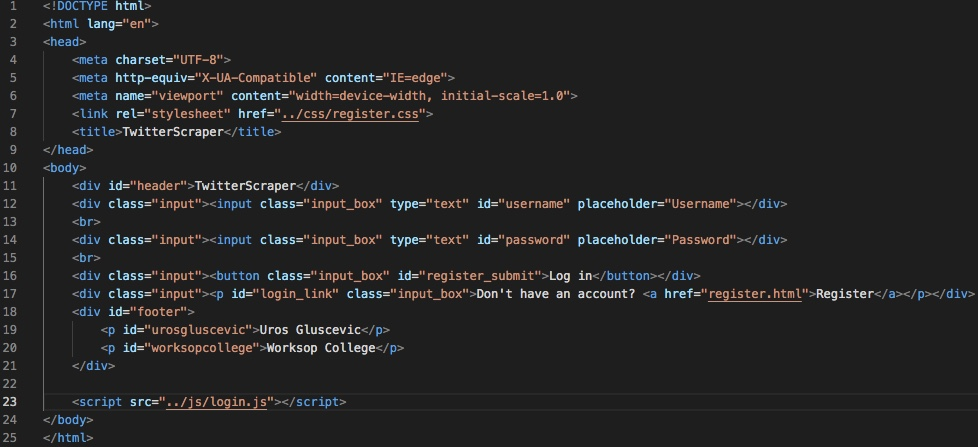 1 <!DOCTYPE html>
2 <html lang="en">
3 <head>
4     <meta charset="UTF-8">
5     <meta http-equiv="X-UA-Compatible" content="IE=edge">
6     <meta name="viewport" content="width=device-width, initial-scale=1.0">
7     <link rel="stylesheet" href="../css/register.css">
8     <title>TwitterScraper</title>
9 </head>
10 <body>
11     <div id="header">TwitterScraper</div>
12     <div class="input"><input class="input_box" type="text" id="username" placeholder="Username"></div>
13     <br>
14     <div class="input"><input class="input_box" type="text" id="password" placeholder="Password"></div>
15     <br>
16     <div class="input"><button class="input_box" id="register_submit">Log in</button></div>
17     <div class="input"><p id="login_link" class="input_box">Don't have an account? <a href="register.html">Register</a></p></div>
18     <div id="footer">
19         <p id="urosgluscevic">Uros Gluscevic</p>
20         <p id="worksopcollege">Worksop College</p>
21     </div>
22
23     <script src="../js/login.js"></script>
24 </body>
25 </html>